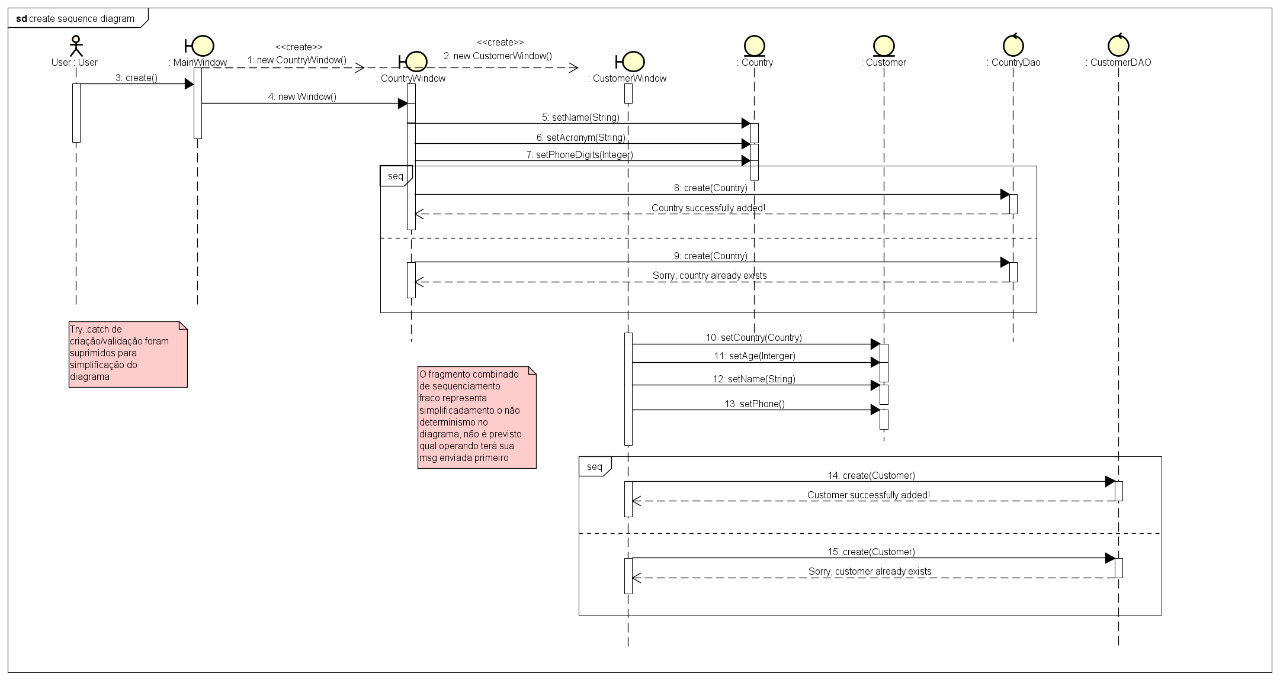 sd create sequence diagram
User : User
: MainWindow
<<create>>
1: new CountryWindow()
: CountryWindow
<<create>>
2: new CustomerWindow()
: CustomerWindow
: Country
: Customer
: CountryDao
: CustomerDAO
3: create()
4: new Window()
5: setName(String)
6: setAcronym(String)
7: setPhoneDigits(Integer)
seq
8: create(Country)
Country successfully added!
9: create(Country)
Sorry, country already exists
Try..catch de
criação/validação foram
suprimidos para
simplificação do
diagrama
10: setCountry(Country)
11: setAge(Interger)
12: setName(String)
13: setPhone()
O fragmento combinado
de sequenciamento
fraco representa
simplificadamento o não
determinismo no
diagrama, não é previsto
qual operando terá sua
msg enviada primeiro
seq
14: create(Customer)
Customer successfully added!
15: create(Customer)
Sorry, customer already exists